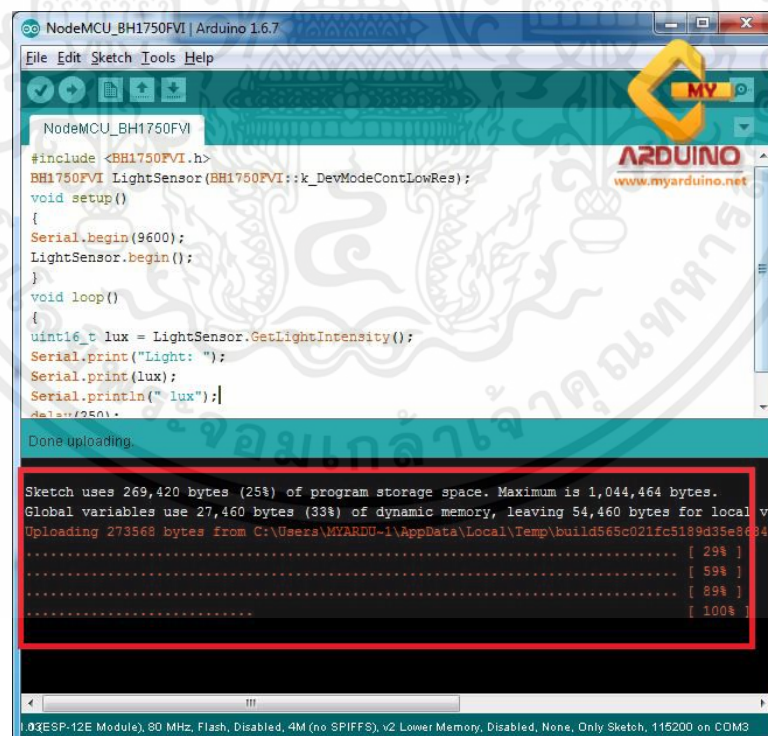 NodeMCU_BH1750FVI | Arduino 1.6.7
File Edit Sketch Tools Help
MY
ARDUINO
www.myarduino.net
NodeMCU_BH1750FVI
#include <BH1750FVI.h>
BH1750FVI LightSensor(BH1750FVI::k_DevModeContLowRes);
void setup()
{
Serial.begin(9600);
LightSensor.begin();
}
void loop()
{
uint16_t lux = LightSensor.GetLightIntensity();
Serial.print("Light: ");
Serial.print(lux);
Serial.println(" lux");
delay(250);
Done uploading.
Sketch uses 269,420 bytes (25%) of program storage space. Maximum is 1,044,464 bytes.
Global variables use 27,460 bytes (33%) of dynamic memory, leaving 54,460 bytes for local v
Uploading 273568 bytes from C:\Users\MYARDU~1\AppData\Local\Temp\
................................................................................ [ 29% ]
................................................................................ [ 59% ]
................................................................................ [ 89% ]
............................ [ 100% ]
(ESP-12E Module), 80 MHz, Flash, Disabled, 4M (no SPIFFS), v2 Lower Memory, Disabled, None, Only Sketch, 115200 on COM3